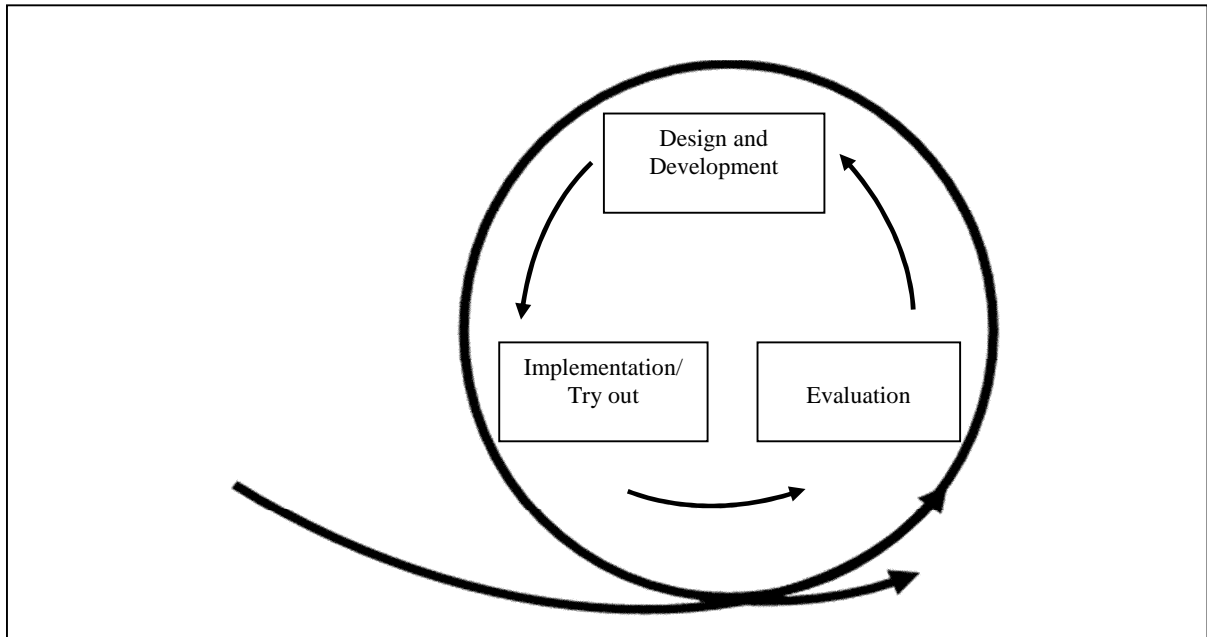 Design and
Development
Implementation/
Try out
Evaluation